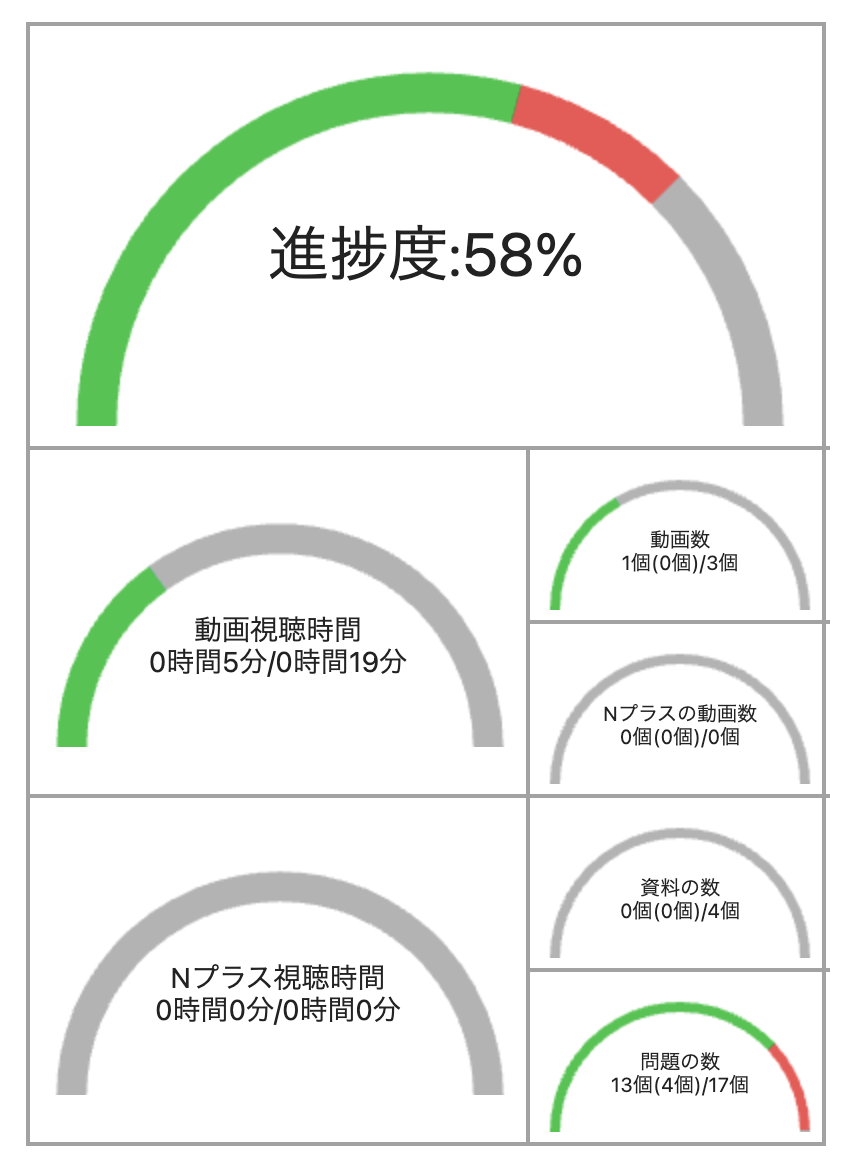 進捗度:58%
動画視聴時間
0時間5分/0時間19分
動画数
1個(0個)/3個
Nプラスの動画数
0個(0個)/0個
Nプラス視聴時間
0時間0分/0時間0分
資料の数
0個(0個)/4個
問題の数
13個(4個)/17個